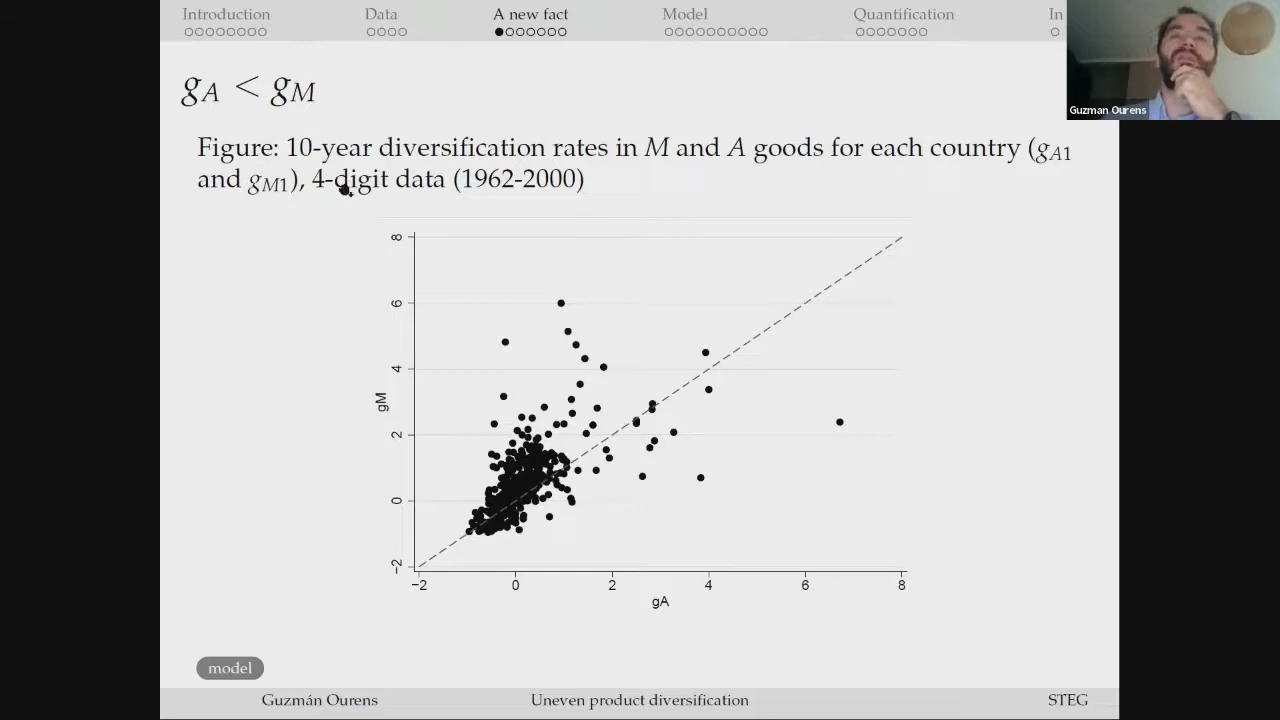 Introduction Data A new fact Model Quantification In
Guzman Ourens
gA < gM
Figure: 10-year diversification rates in M and A goods for each country (gA1
and gM1), 4-digit data (1962-2000)
8
6
4
2
0
−2
gM
−2 0 2 4 6 8
gA
model
Guzmán Ourens Uneven product diversification STEG